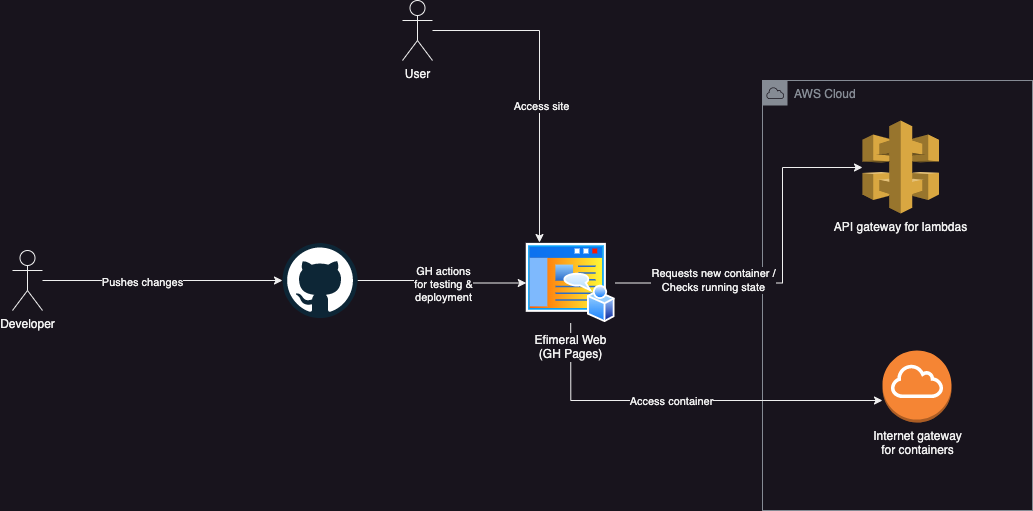 User
Access site
AWS Cloud
API gateway for lambdas
Developer
Pushes changes
GH actions
for testing &
deployment
Efimeral Web
(GH Pages)
Requests new container /
Checks running state
Access container
Internet gateway
for containers